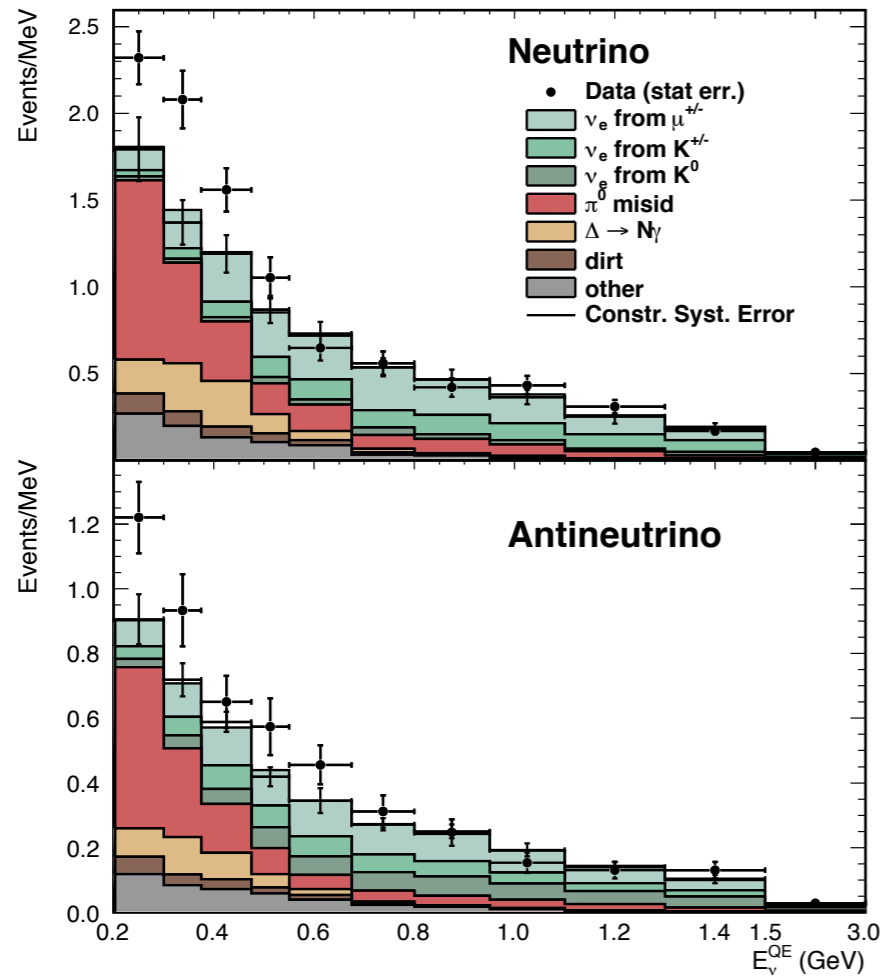 Events/MeV
2.5
2.0
1.5
1.0
0.5
Neutrino
Data (stat err.)
νe from μ+/-
νe from K+/-
νe from K0
π0 misid
Δ → Nγ
dirt
other
Constr. Syst. Error
Events/MeV
1.2
1.0
0.8
0.6
0.4
0.2
0.0
Antineutrino
0.2 0.4 0.6 0.8 1.0 1.2 1.4 1.5 3.0
EνQE (GeV)